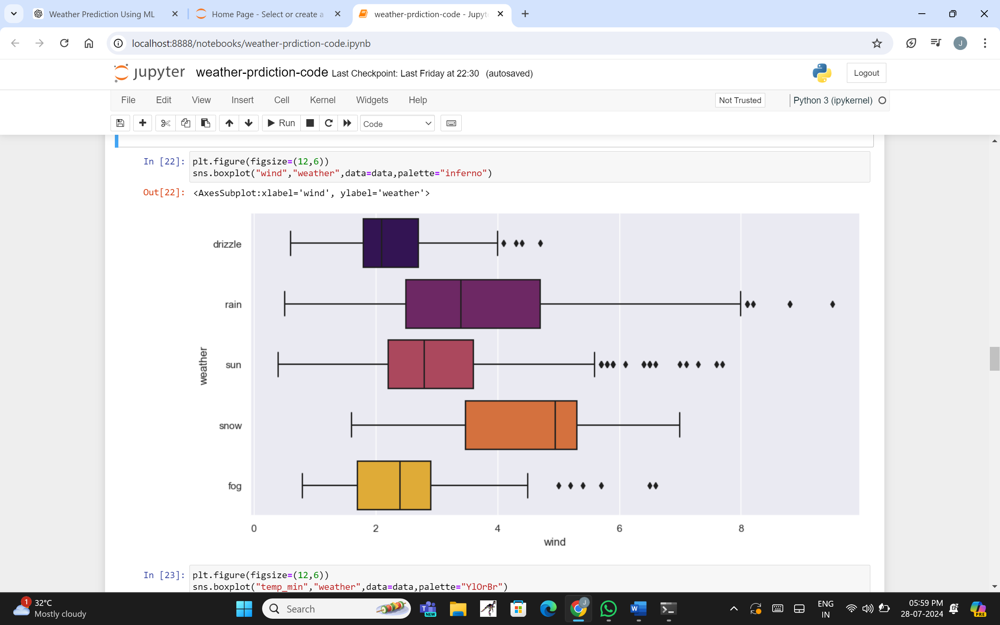 Weather Prediction Using ML
Home Page - Select or create a
weather-prdiction-code - Jupyt
localhost:8888/notebooks/weather-prdiction-code.ipynb
J
jupyter weather-prdiction-code Last Checkpoint: Last Friday at 22:30 (autosaved)
Logout
File Edit View Insert Cell Kernel Widgets Help
Not Trusted
Python 3 (ipykernel)
Run
Code
In [22]: plt.figure(figsize=(12,6))
sns.boxplot("wind","weather",data=data,palette="inferno")
Out[22]: <AxesSubplot:xlabel='wind', ylabel='weather'>
drizzle
rain
sun
snow
fog
weather
0 2 4 6 8
wind
In [23]: plt.figure(figsize=(12,6))
sns.boxplot("temp_min","weather",data=data,palette="YlOrBr")
1
32°C
Mostly cloudy
Search
T
NEW
J
W
ENG
IN
05:59 PM
28-07-2024
PRE